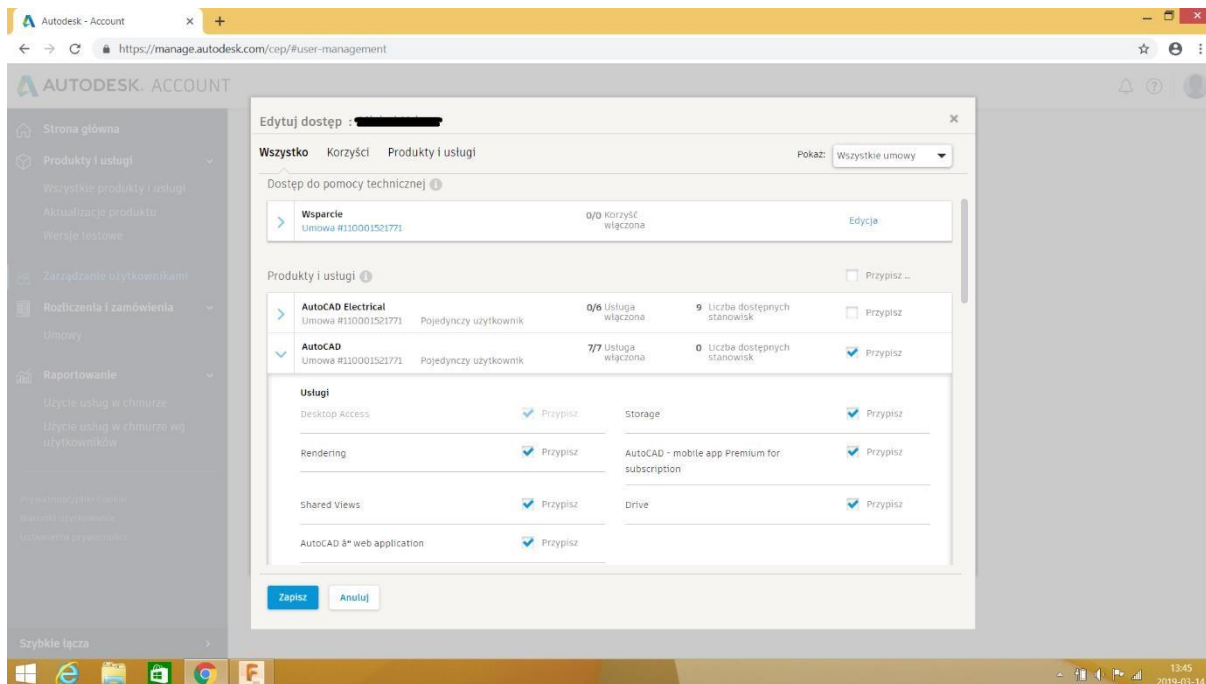 Autodesk - Account
https://manage.autodesk.com/cep/#user-management
AUTODESK. ACCOUNT
Strona główna
Produkty i usługi
Wszystkie produkty i usługi
Aktualizacje produktu
Wersje testowe
Zarządzanie użytkownikami
Rozliczenia i zamówienia
Umowy
Raportowanie
Użycie usług w chmurze
Użycie usług w chmurze wg
użytkowników
Szybkie łącza
Edytuj dostęp :
Wszystko Korzyści Produkty i usługi Pokaż: Wszystkie umowy
Dostęp do pomocy technicznej
Wsparcie 0/0 Korzyść włączona Edycja
Umowa #110001521771
Produkty i usługi Przypisz ...
AutoCAD Electrical 0/6 Usługa włączona 9 Liczba dostępnych stanowisk Przypisz
Umowa #110001521771 Pojedynczy użytkownik
AutoCAD 7/7 Usługa włączona 0 Liczba dostępnych stanowisk Przypisz
Umowa #110001521771 Pojedynczy użytkownik
Usługi
Desktop Access Przypisz Storage Przypisz
Rendering Przypisz AutoCAD - mobile app Premium for Przypisz
subscription
Shared Views Przypisz Drive Przypisz
AutoCAD â" web application Przypisz
Zapisz Anuluj
13:45
2019-03-14